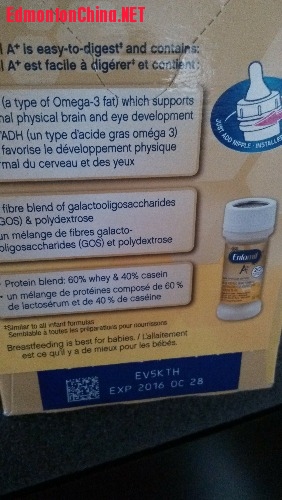 EdmontonChina.NET
A+ is easy-to-digest‡ and contains:
A+ est facile à digérer‡ et contient:
(a type of Omega-3 fat) which supports
physical brain and eye development
ADH (un type d'acide gras oméga 3)
favorise le développement physique
du cerveau et des yeux
JUST ADD NIPPLE
fibre blend of galactooligosaccharides
(GOS) & polydextrose
un mélange de fibres galacto-
oligosaccharides (GOS) et polydextrose
Enfamil
A+
• Protein blend: 60% whey & 40% casein
• un mélange de protéines composé de 60 %
de lactosérum et de 40 % de caséine
‡Similar to all infant formulas
Semblable à toutes les préparations pour nourrissons
Breastfeeding is best for babies. / L'allaitement
est ce qu'il y a de mieux pour les bébés.
EV5KTH
EXP 2016 OC 28